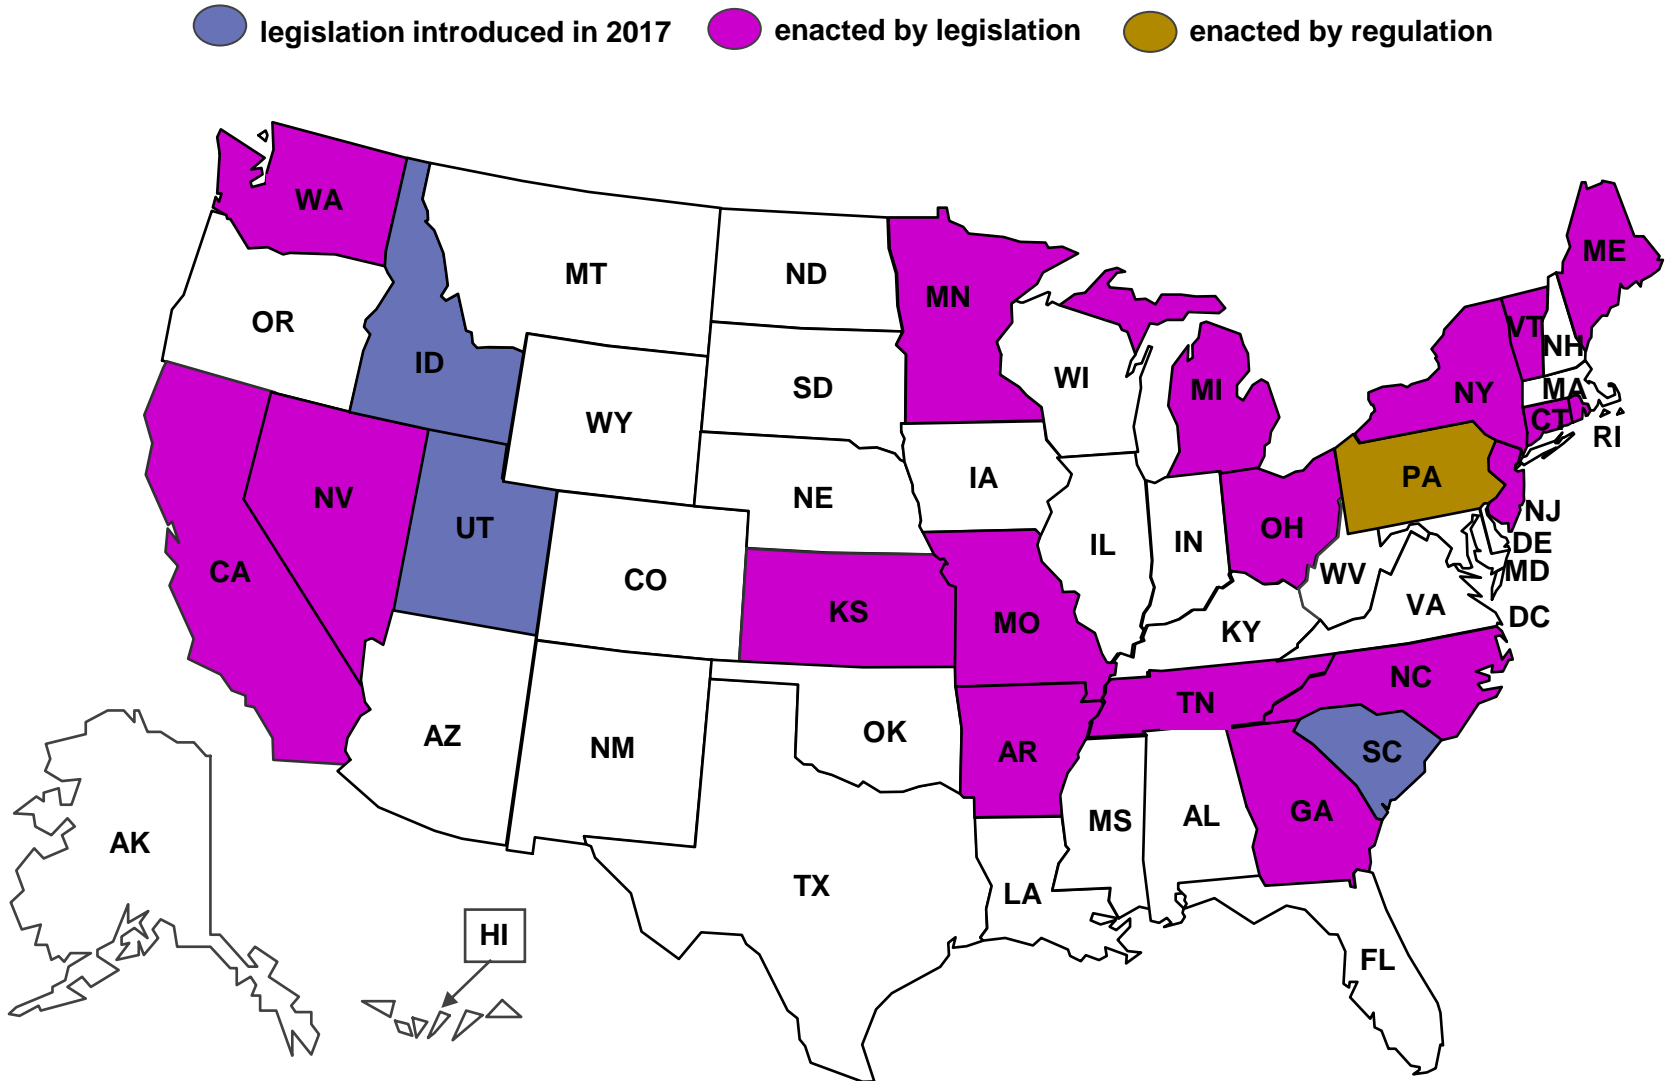 legislation introduced in 2017
enacted by legislation
enacted by regulation
WA
MT
ND
MN
ME
OR
ID
SD
WI
MI
VT
NH
NY
MA
CT
RI
WY
NV
UT
NE
IA
PA
NJ
CA
CO
KS
MO
IL
IN
OH
WV
VA
DE
MD
DC
KY
AZ
NM
OK
AR
TN
NC
SC
AK
HI
TX
LA
MS
AL
GA
FL